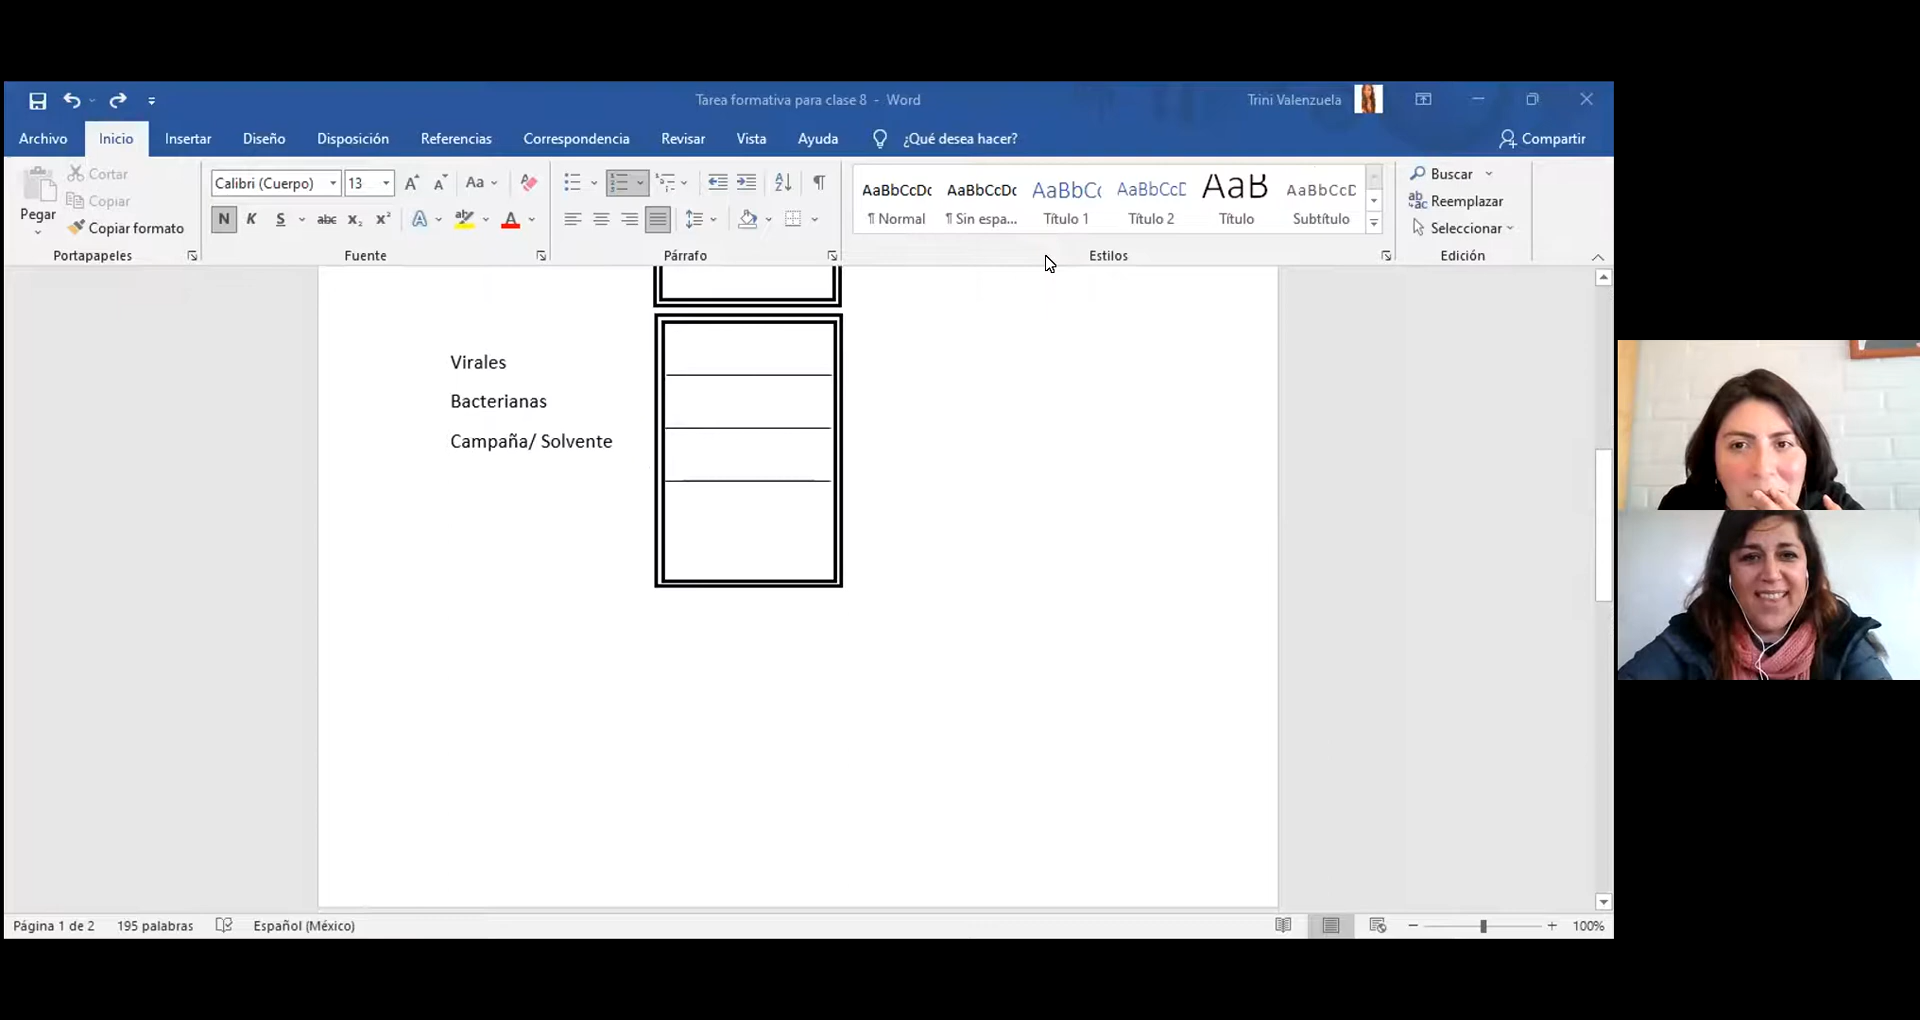 Tarea formativa para clase 8 - Word
Trini Valenzuela
Archivo Inicio Insertar Diseño Disposición Referencias Correspondencia Revisar Vista Ayuda ¿Qué desea hacer? Compartir
Pegar
Cortar
Copiar
Copiar formato
Portapapeles
Calibri (Cuerpo) 13 A A Aa
N K S abc x₂ x² A ab A
Fuente
Párrafo
AaBbCcDc AaBbCcDc AaBbC AaBbCcD AaB AaBbCcD
¶ Normal ¶ Sin espa... Título 1 Título 2 Título Subtítulo
Estilos
Buscar
Reemplazar
Seleccionar
Edición
Virales
Bacterianas
Campaña/ Solvente
Página 1 de 2 195 palabras Español (México) 100%